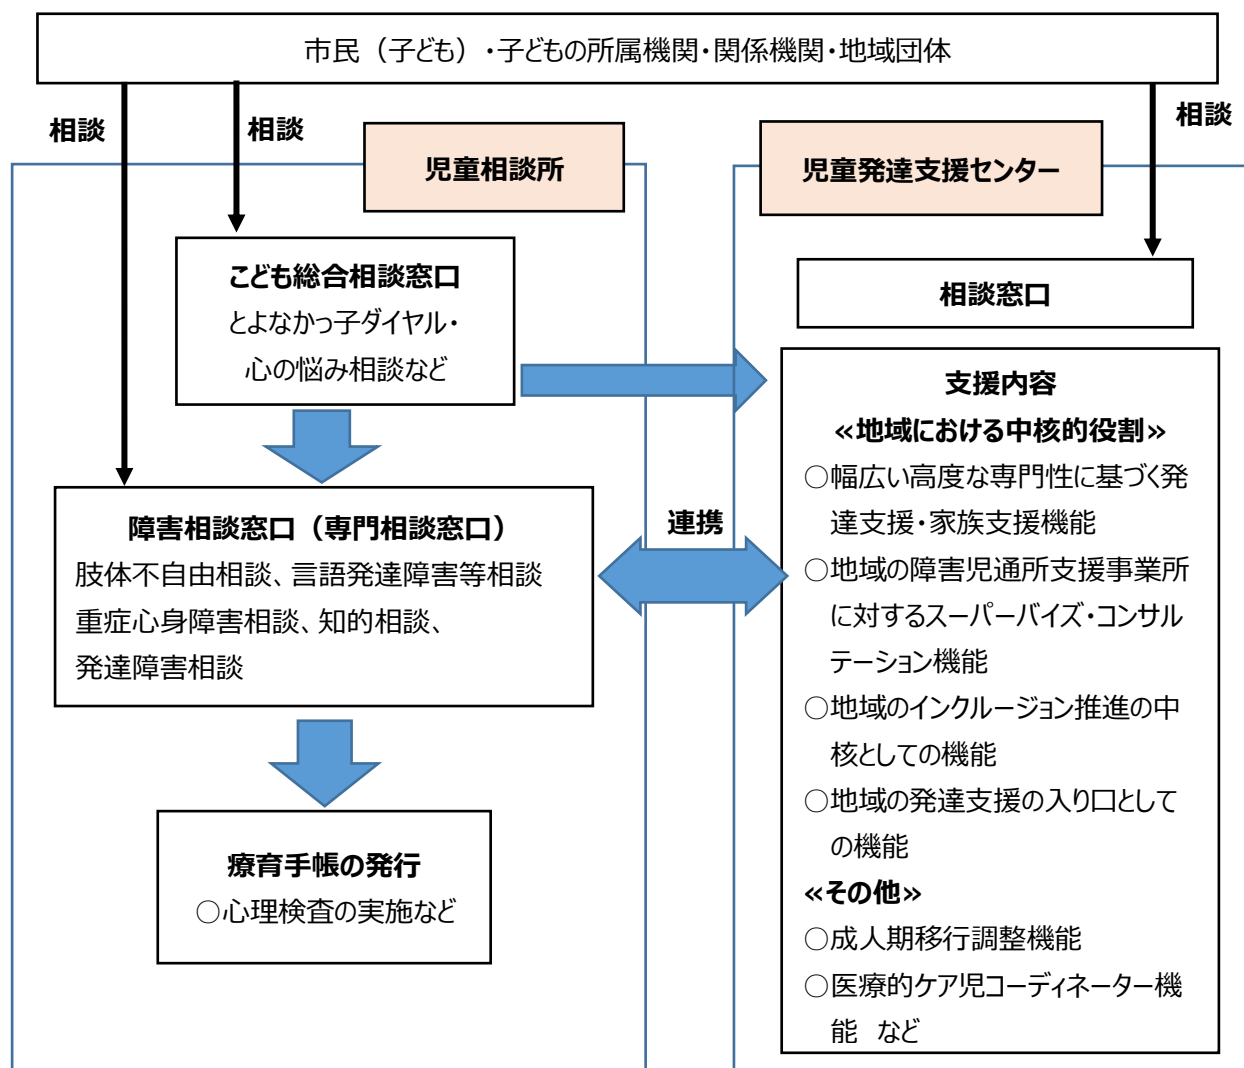 市民（子ども）・子どもの所属機関・関係機関・地域団体
相談
相談
相談
児童相談所
こども総合相談窓口
とよなかっ子ダイヤル・
心の悩み相談など
障害相談窓口（専門相談窓口）
肢体不自由相談、言語発達障害等相談
重症心身障害相談、知的相談、
発達障害相談
療育手帳の発行
○心理検査の実施など
連携
児童発達支援センター
相談窓口
支援内容
≪地域における中核的役割≫
○幅広い高度な専門性に基づく発
達支援・家族支援機能
○地域の障害児通所支援事業所
に対するスーパーバイズ・コンサル
テーション機能
○地域のインクルージョン推進の中
核としての機能
○地域の発達支援の入り口として
の機能
≪その他≫
○成人期移行調整機能
○医療的ケア児コーディネーター機
能　など